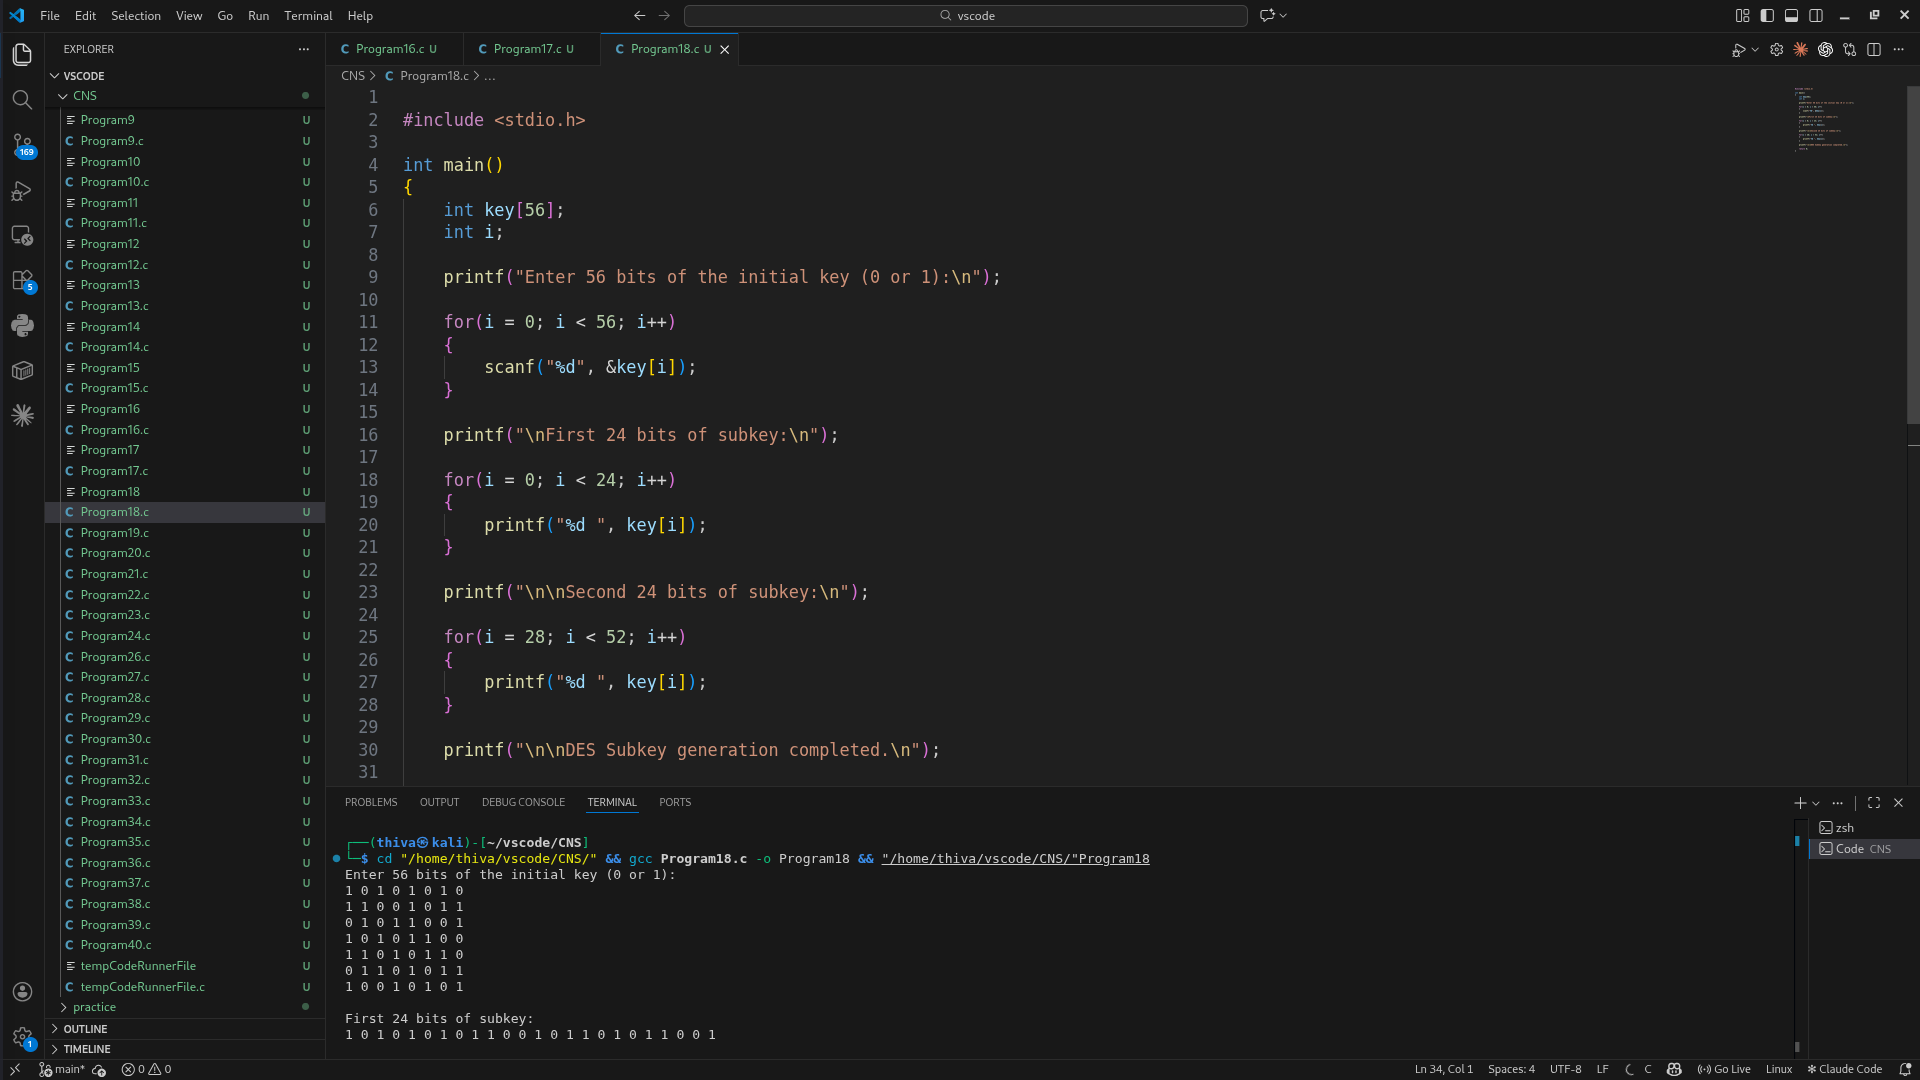 File Edit Selection View Go Run Terminal Help
vscode
EXPLORER
VSCODE
CNS
Program9 U
Program9.c U
Program10 U
Program10.c U
Program11 U
Program11.c U
Program12 U
Program12.c U
Program13 U
Program13.c U
Program14 U
Program14.c U
Program15 U
Program15.c U
Program16 U
Program16.c U
Program17 U
Program17.c U
Program18 U
Program18.c U
Program19.c U
Program20.c U
Program21.c U
Program22.c U
Program23.c U
Program24.c U
Program26.c U
Program27.c U
Program28.c U
Program29.c U
Program30.c U
Program31.c U
Program32.c U
Program33.c U
Program34.c U
Program35.c U
Program36.c U
Program37.c U
Program38.c U
Program39.c U
Program40.c U
tempCodeRunnerFile U
tempCodeRunnerFile.c U
practice
OUTLINE
TIMELINE
169
5
1
C Program16.c U C Program17.c U C Program18.c U
CNS > C Program18.c > ...
1
2 #include <stdio.h>
3
4 int main()
5 {
6     int key[56];
7     int i;
8
9     printf("Enter 56 bits of the initial key (0 or 1):\n");
10
11     for(i = 0; i < 56; i++)
12     {
13         scanf("%d", &key[i]);
14     }
15
16     printf("\nFirst 24 bits of subkey:\n");
17
18     for(i = 0; i < 24; i++)
19     {
20         printf("%d ", key[i]);
21     }
22
23     printf("\n\nSecond 24 bits of subkey:\n");
24
25     for(i = 28; i < 52; i++)
26     {
27         printf("%d ", key[i]);
28     }
29
30     printf("\n\nDES Subkey generation completed.\n");
31
PROBLEMS OUTPUT DEBUG CONSOLE TERMINAL PORTS
zsh
Code CNS
┌──(thiva㉿kali)-[~/vscode/CNS]
└─$ cd "/home/thiva/vscode/CNS/" && gcc Program18.c -o Program18 && "/home/thiva/vscode/CNS/"Program18
Enter 56 bits of the initial key (0 or 1):
1 0 1 0 1 0 1 0
1 1 0 0 1 0 1 1
0 1 0 1 1 0 0 1
1 0 1 0 1 1 0 0
1 1 0 1 0 1 1 0
0 1 1 0 1 0 1 1
1 0 0 1 0 1 0 1
First 24 bits of subkey:
1 0 1 0 1 0 1 0 1 1 0 0 1 0 1 1 0 1 0 1 1 0 0 1
main* 0 0 Ln 34, Col 1 Spaces: 4 UTF-8 LF C Go Live Linux Claude Code